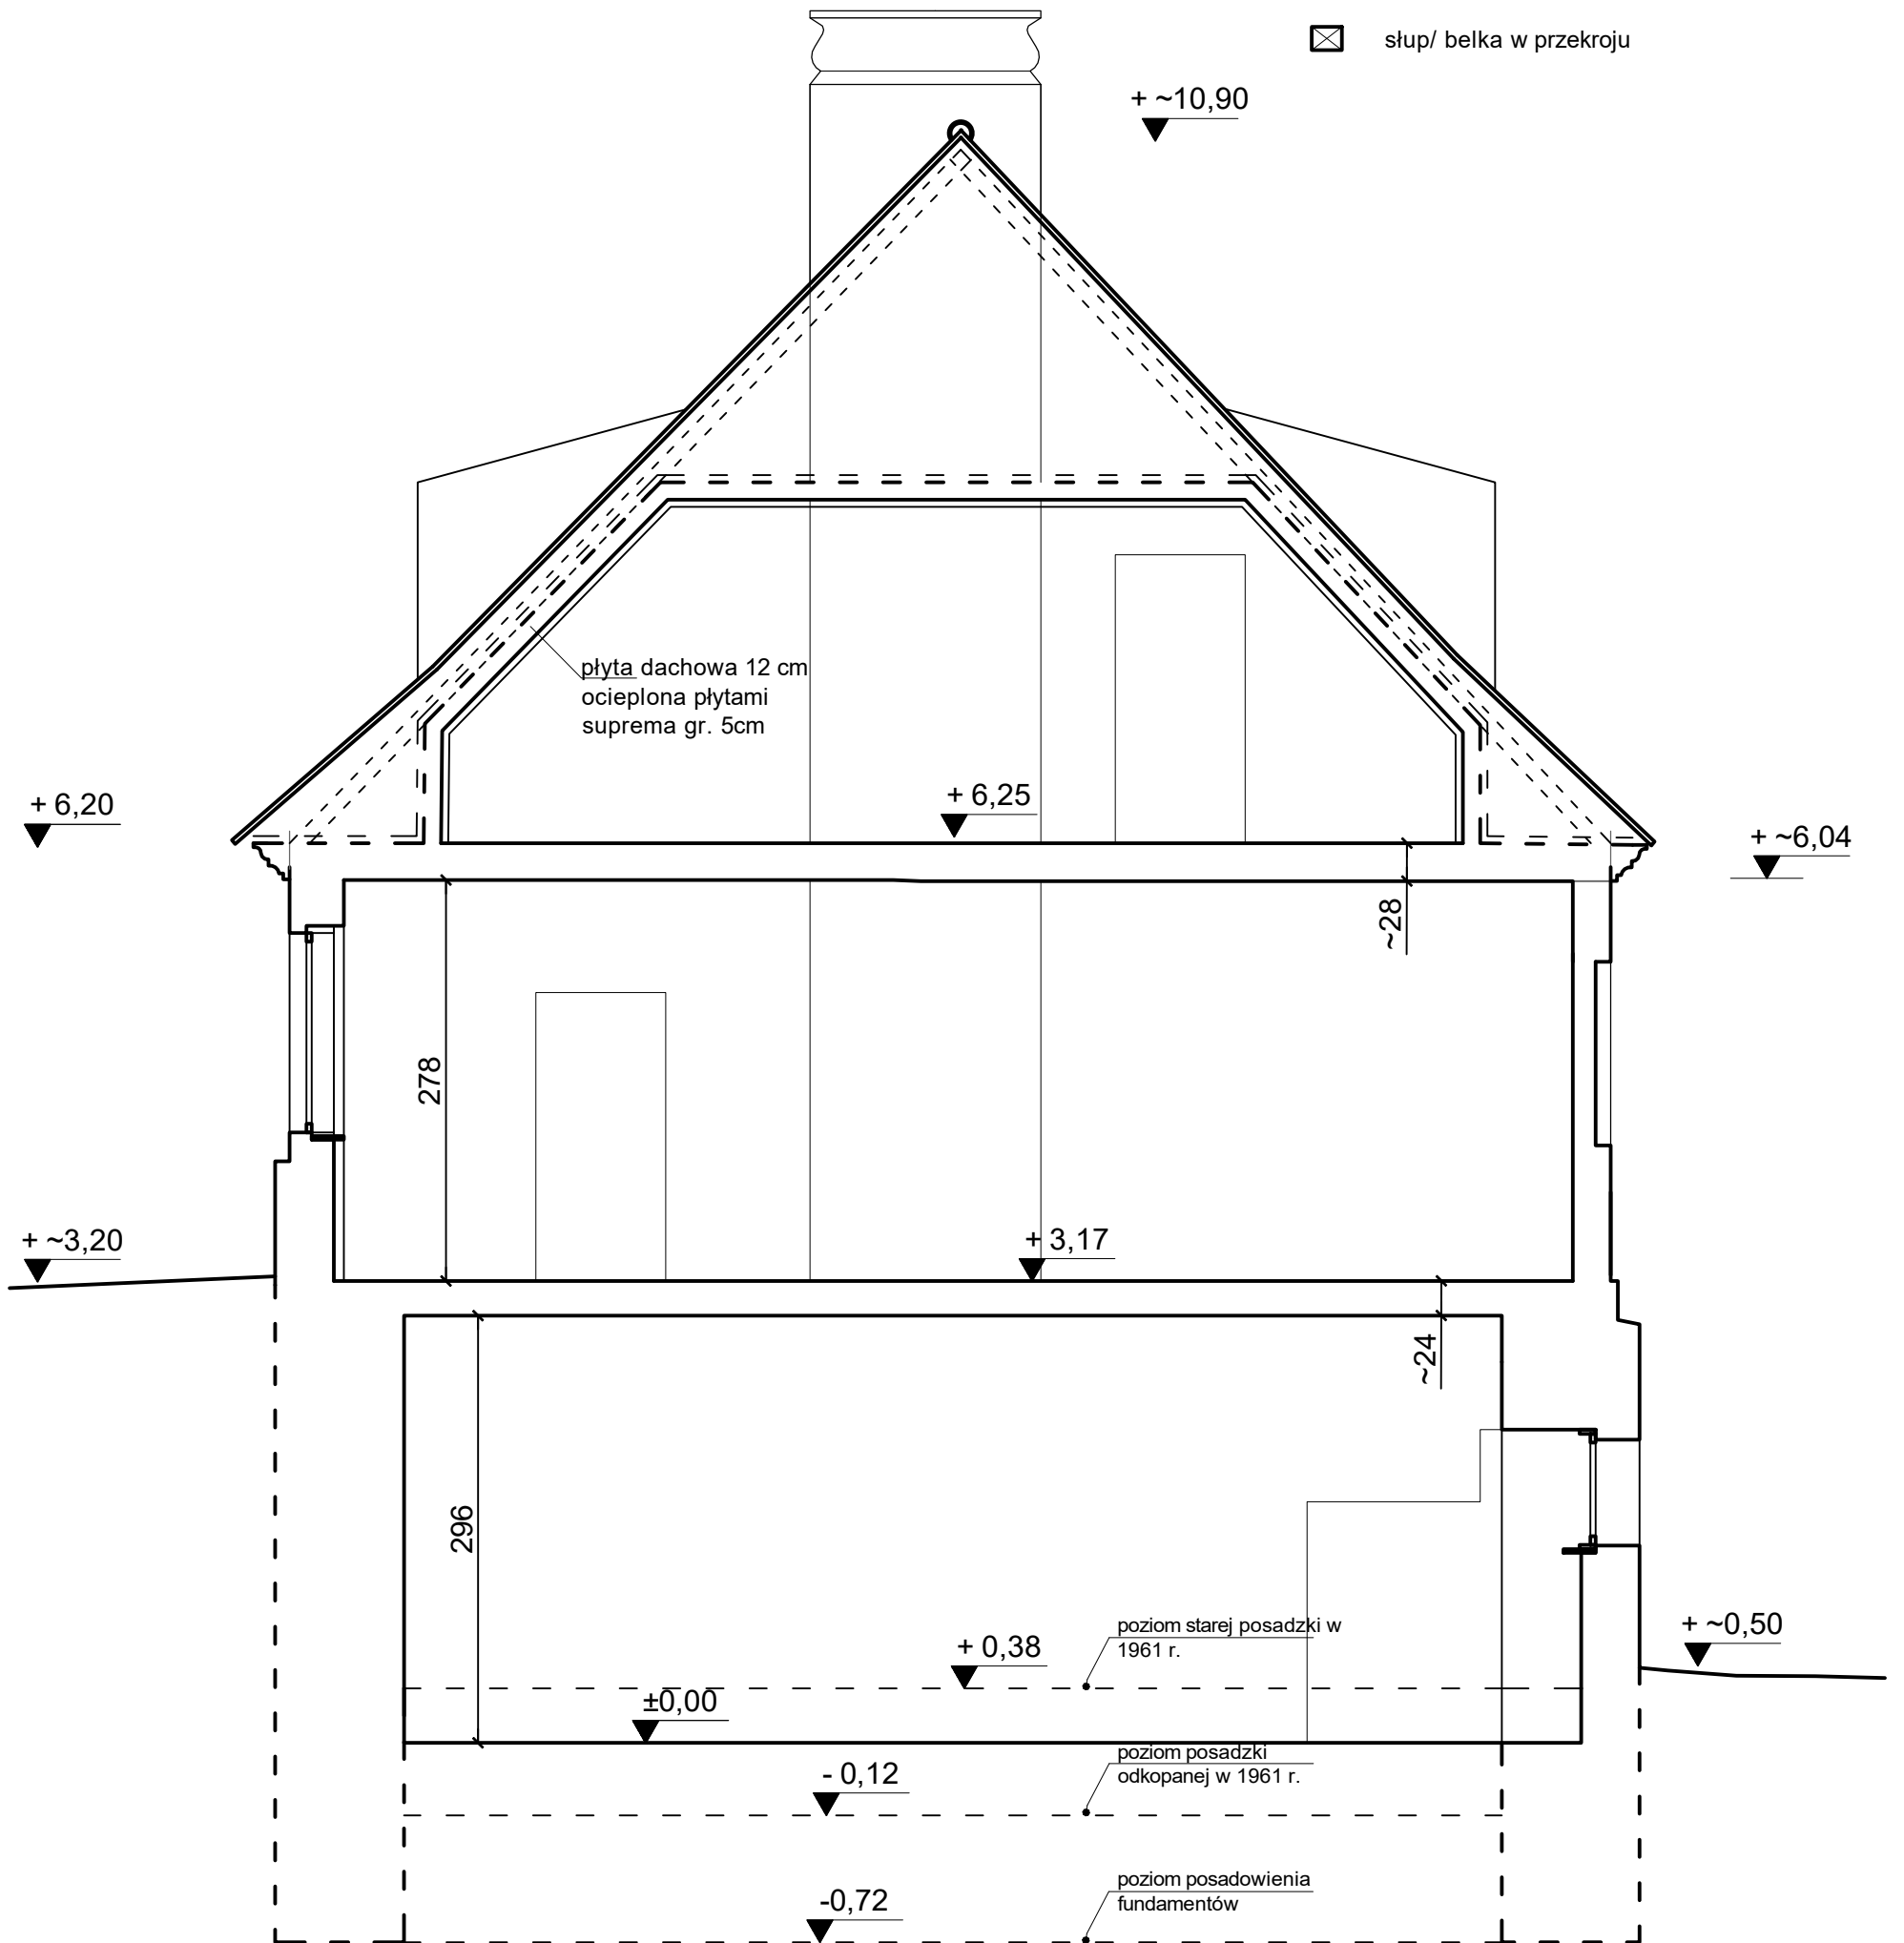 słup/ belka w przekroju
+ ~10,90
płyta dachowa 12 cm
ocieplona płytami
suprema gr. 5cm
+ 6,20
+ 6,25
+ ~6,04
~28
278
+ ~3,20
+ 3,17
~24
296
poziom starej posadzki w
1961 r.
+ 0,38
+ ~0,50
±0,00
poziom posadzki
odkopanej w 1961 r.
- 0,12
poziom posadowienia
fundamentów
-0,72